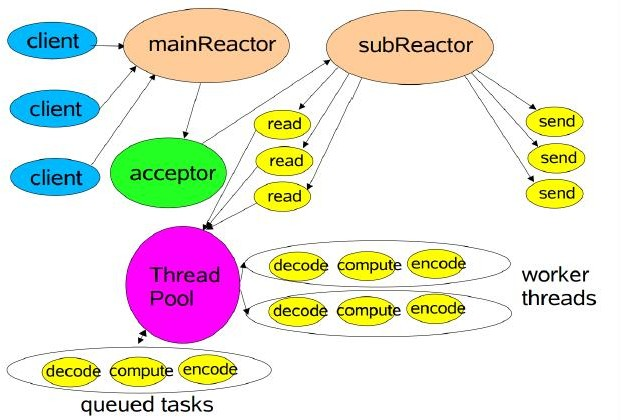 client
mainReactor
subReactor
client
read
send
client
acceptor
read
send
read
send
Thread
Pool
decode compute encode
worker
threads
decode compute encode
decode compute encode
queued tasks